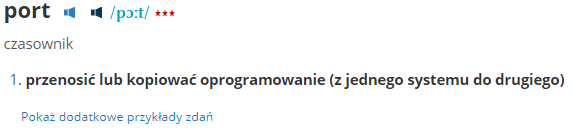 port /pɔːt/ ***
czasownik
1. przenosić lub kopiować oprogramowanie (z jednego systemu do drugiego)
Pokaż dodatkowe przykłady zdań